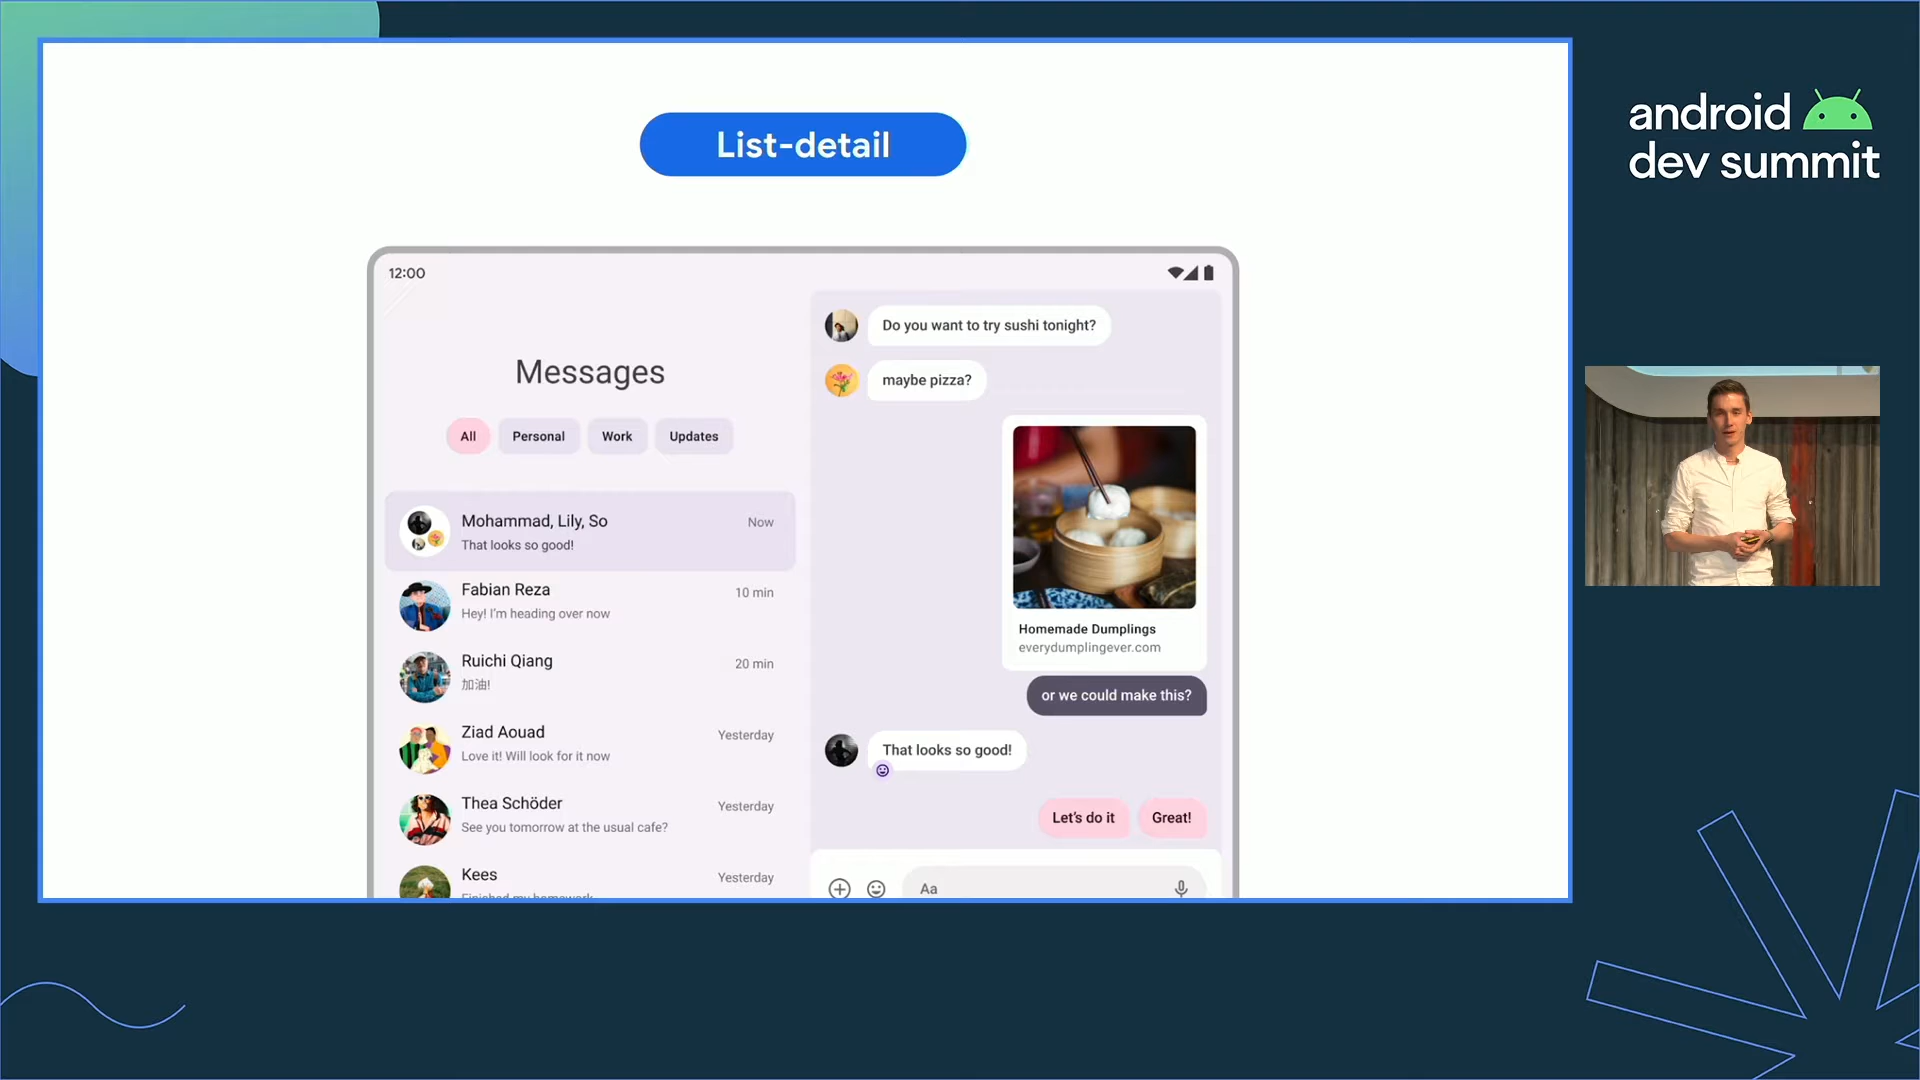 List-detail
android
dev summit
12:00
Messages
All
Personal
Work
Updates
Mohammad, Lily, So
Now
That looks so good!
Fabian Reza
10 min
Hey! I'm heading over now
Ruichi Qiang
20 min
加油!
Ziad Aouad
Yesterday
Love it! Will look for it now
Thea Schöder
Yesterday
See you tomorrow at the usual cafe?
Kees
Yesterday
Finished my homework
Do you want to try sushi tonight?
maybe pizza?
Homemade Dumplings
everydumplingever.com
or we could make this?
That looks so good!
Let's do it
Great!
Aa